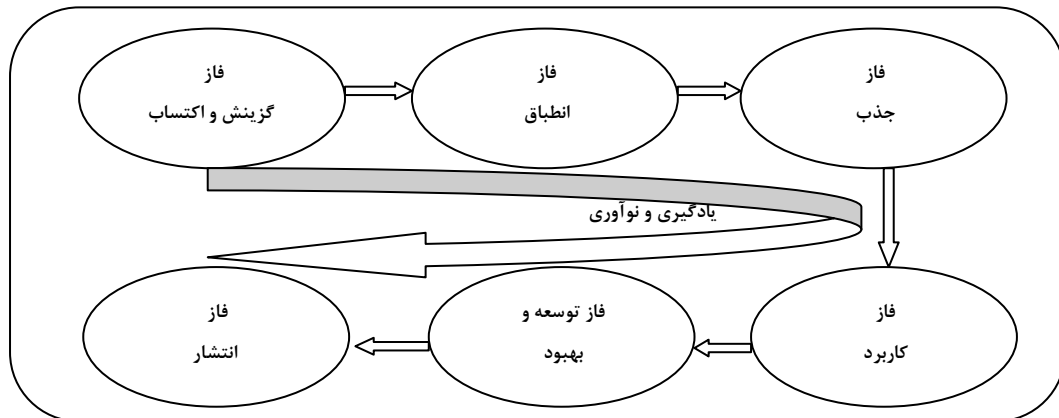 فاز
گزینش و اکتساب
فاز
انطباق
فاز
جذب
یادگیری و نوآوری
فاز
کاربرد
فاز توسعه و
بهبود
فاز
انتشار